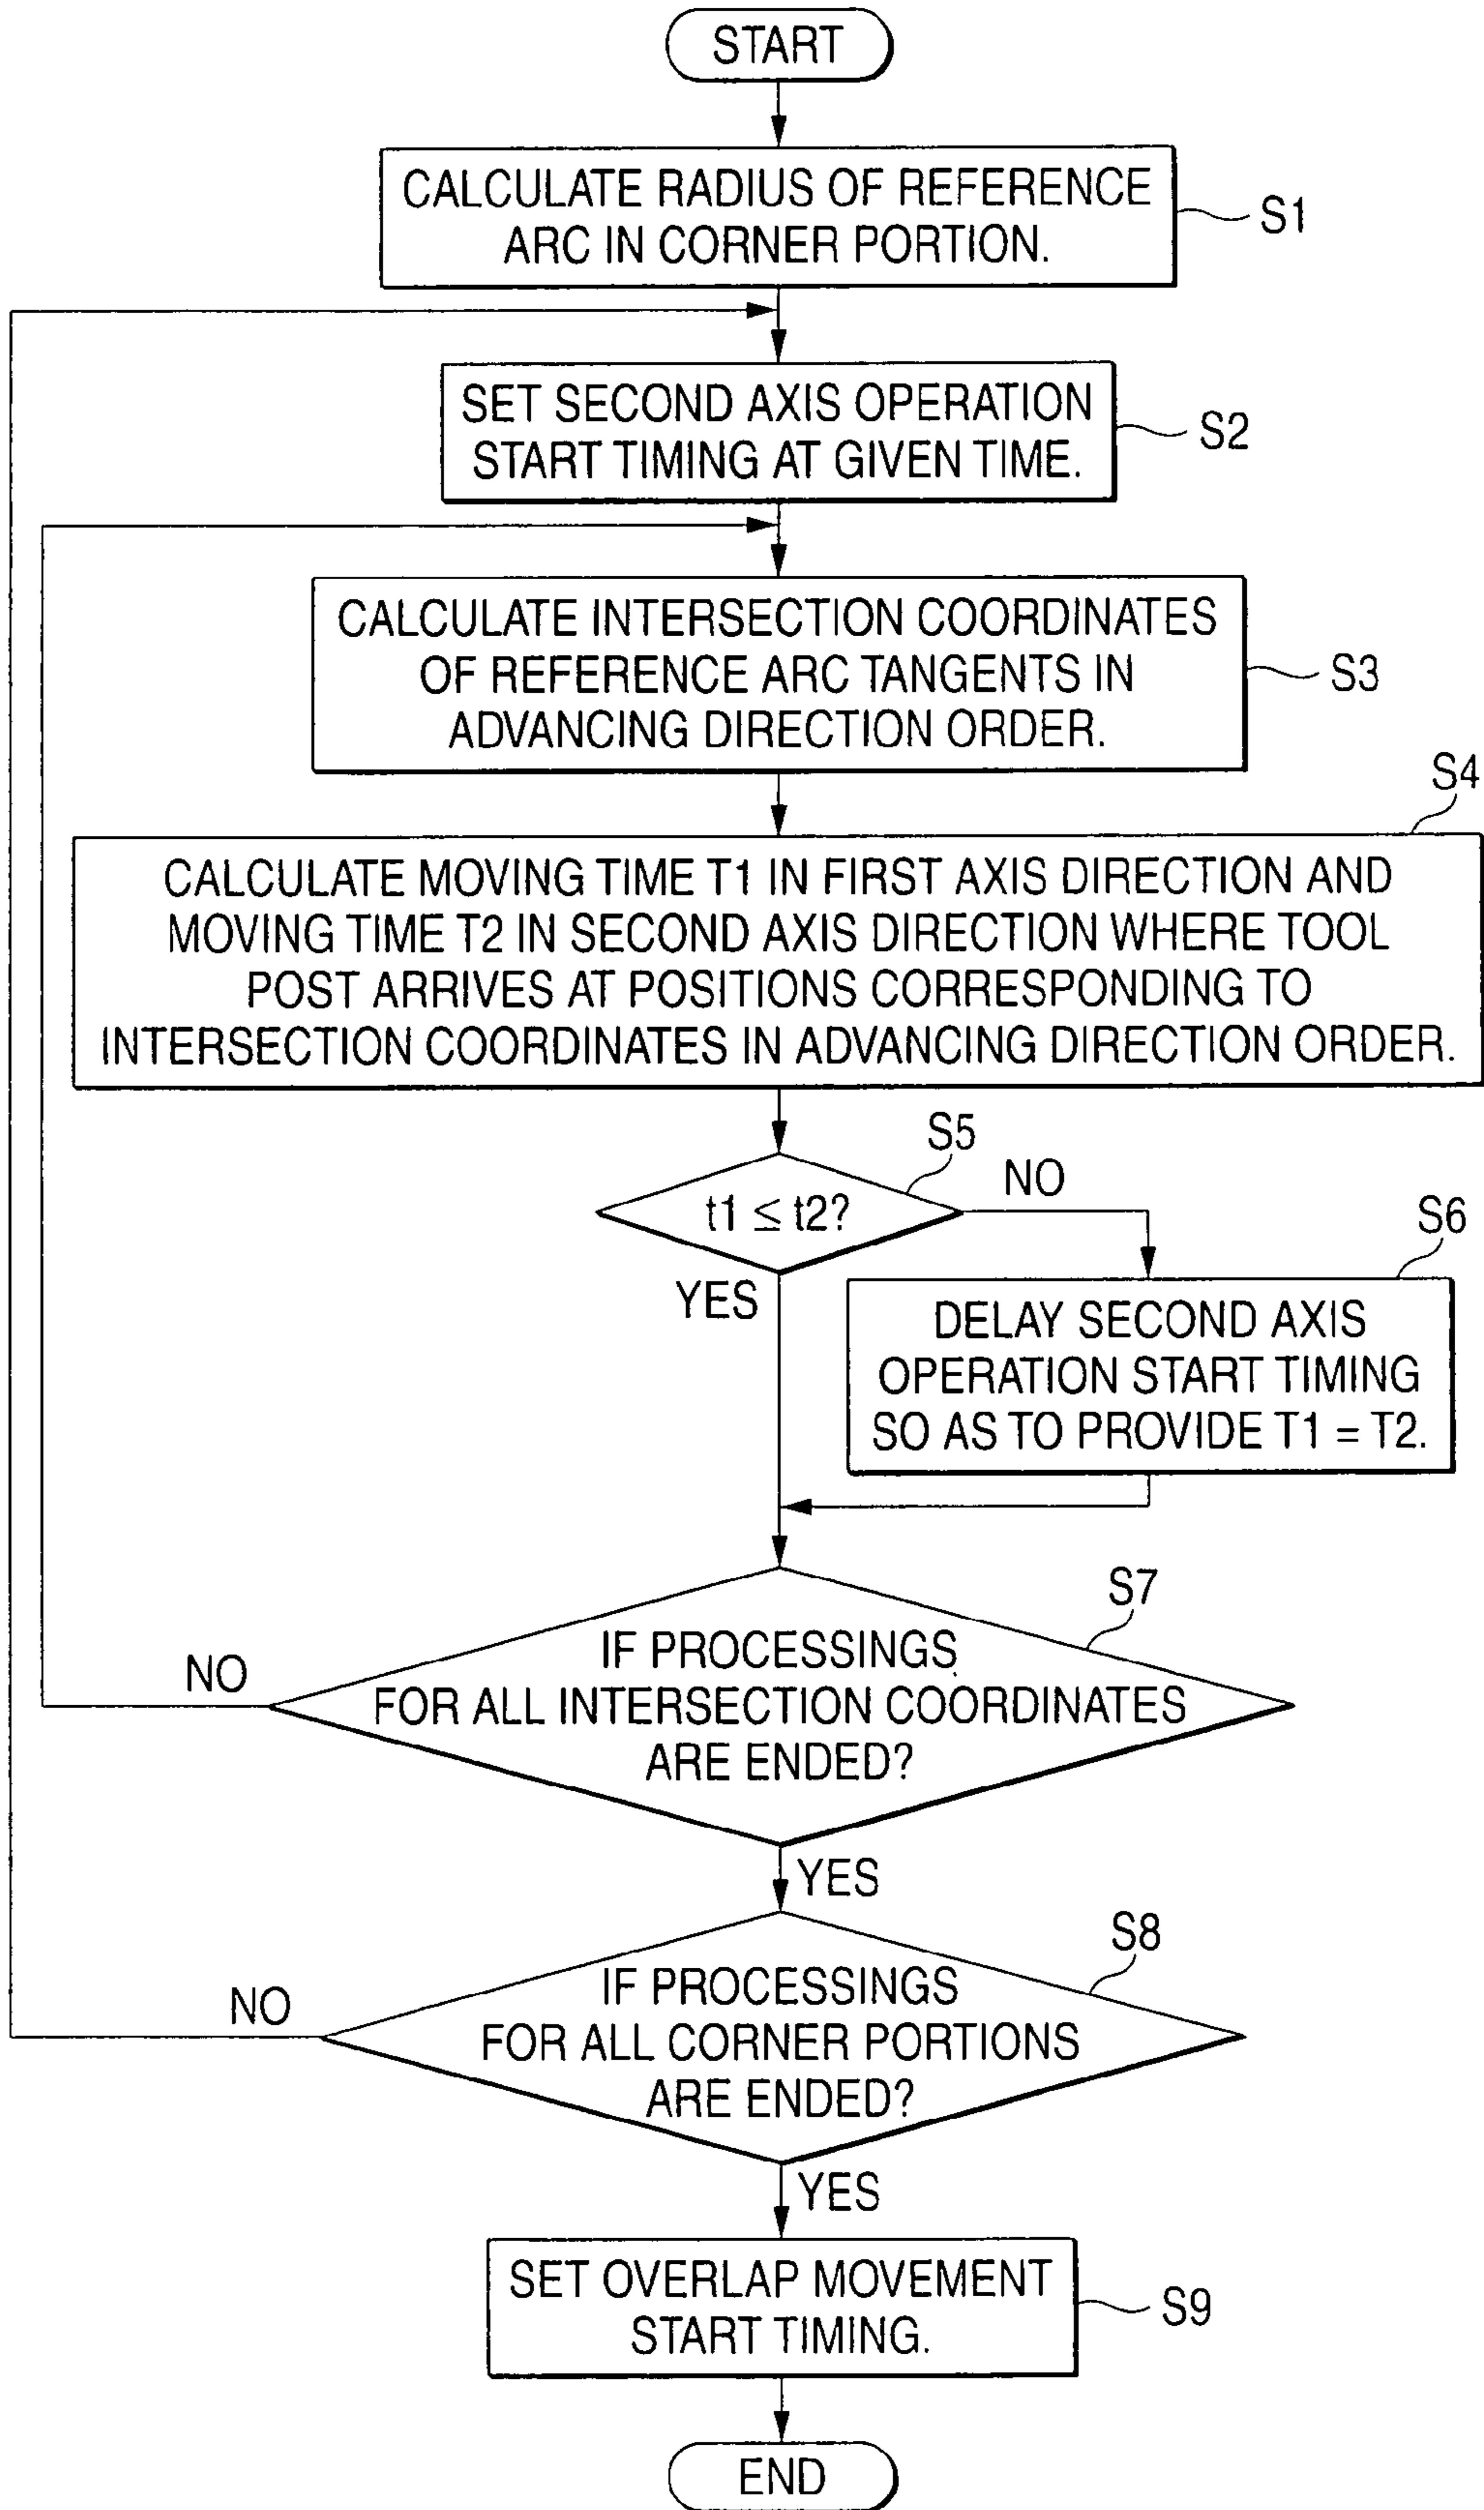 START
CALCULATE RADIUS OF REFERENCE
ARC IN CORNER PORTION.
S1
SET SECOND AXIS OPERATION
START TIMING AT GIVEN TIME.
S2
CALCULATE INTERSECTION COORDINATES
OF REFERENCE ARC TANGENTS IN
ADVANCING DIRECTION ORDER.
S3
S4
CALCULATE MOVING TIME T1 IN FIRST AXIS DIRECTION AND
MOVING TIME T2 IN SECOND AXIS DIRECTION WHERE TOOL
POST ARRIVES AT POSITIONS CORRESPONDING TO
INTERSECTION COORDINATES IN ADVANCING DIRECTION ORDER.
S5
t1 ≤ t2?
NO
YES
S6
DELAY SECOND AXIS
OPERATION START TIMING
SO AS TO PROVIDE T1 = T2.
S7
IF PROCESSINGS
FOR ALL INTERSECTION COORDINATES
ARE ENDED?
NO
YES
S8
IF PROCESSINGS
FOR ALL CORNER PORTIONS
ARE ENDED?
NO
YES
SET OVERLAP MOVEMENT
START TIMING.
S9
END